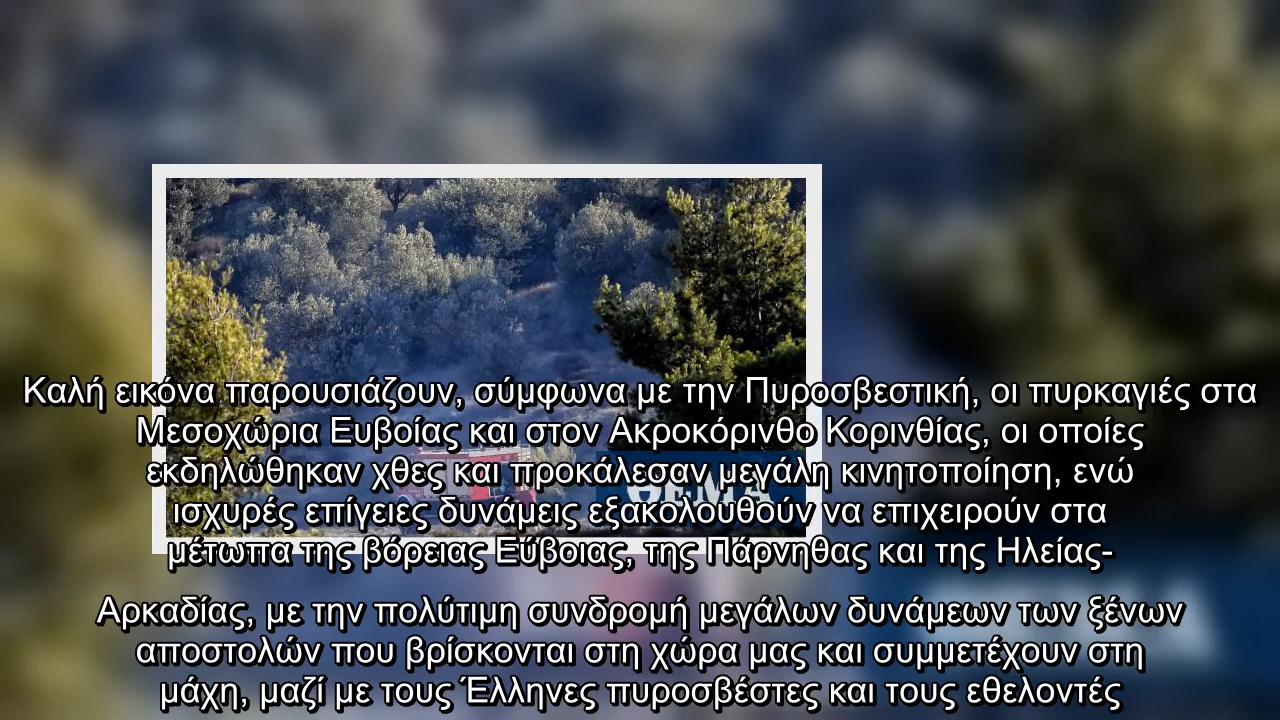 Καλή εικόνα παρουσιάζουν, σύμφωνα με την Πυροσβεστική, οι πυρκαγιές στα
Μεσοχώρια Ευβοίας και στον Ακροκόρινθο Κορινθίας, οι οποίες
εκδηλώθηκαν χθες και προκάλεσαν μεγάλη κινητοποίηση, ενώ
ισχυρές επίγειες δυνάμεις εξακολουθούν να επιχειρούν στα
ΘΕΜΑ
μέτωπα της βόρειας Εύβοιας, της Πάρνηθας και της Ηλείας-
Αρκαδίας, με την πολύτιμη συνδρομή μεγάλων δυνάμεων των ξένων
αποστολών που βρίσκονται στη χώρα μας και συμμετέχουν στη
μάχη, μαζί με τους Έλληνες πυροσβέστες και τους εθελοντές